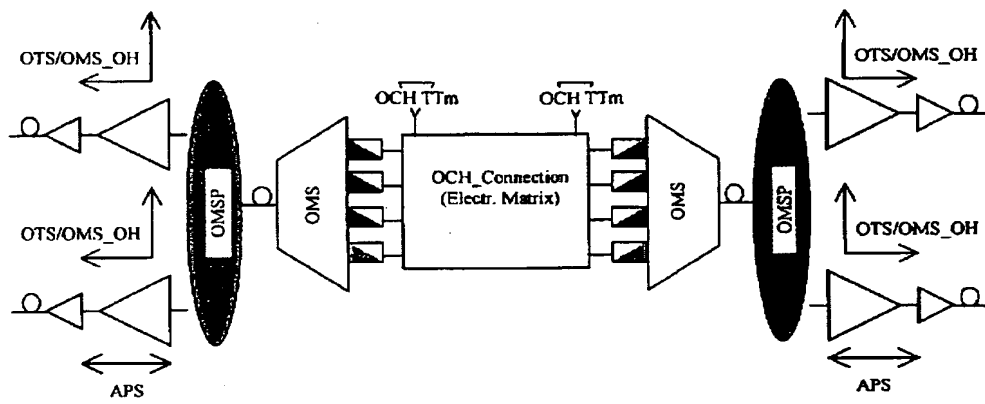 OTS/OMS_OH
OTS/OMS_OH
OCH TTm
OCH TTm
OCH_Connection
(Electr. Matrix)
OMSP
OMS
OMS
OMSP
OTS/OMS_OH
OTS/OMS_OH
APS
APS